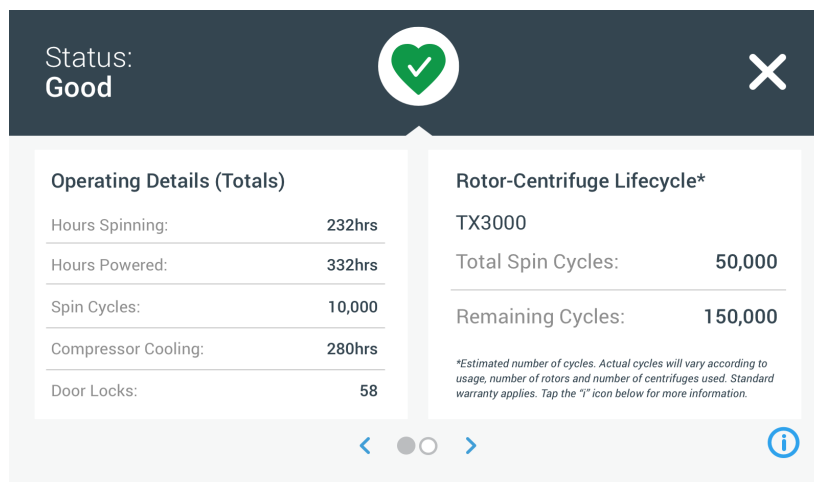 Status:
Good
Operating Details (Totals)
Hours Spinning: 232hrs
Hours Powered: 332hrs
Spin Cycles: 10,000
Compressor Cooling: 280hrs
Door Locks: 58
Rotor-Centrifuge Lifecycle*
TX3000
Total Spin Cycles: 50,000
Remaining Cycles: 150,000
*Estimated number of cycles. Actual cycles will vary according to
usage, number of rotors and number of centrifuges used. Standard
warranty applies. Tap the “i” icon below for more information.
i